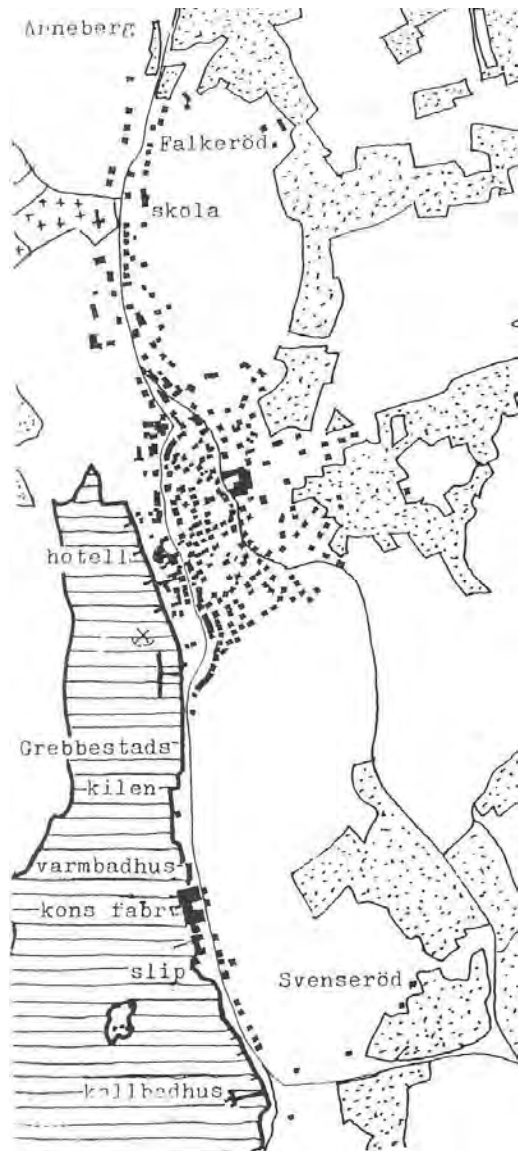 Arneberg
Falkeröd
skola
hotell
Grebbestads-
kilen
varmbadhus
kons fabr
slip
Svenseröd
kallbadhus